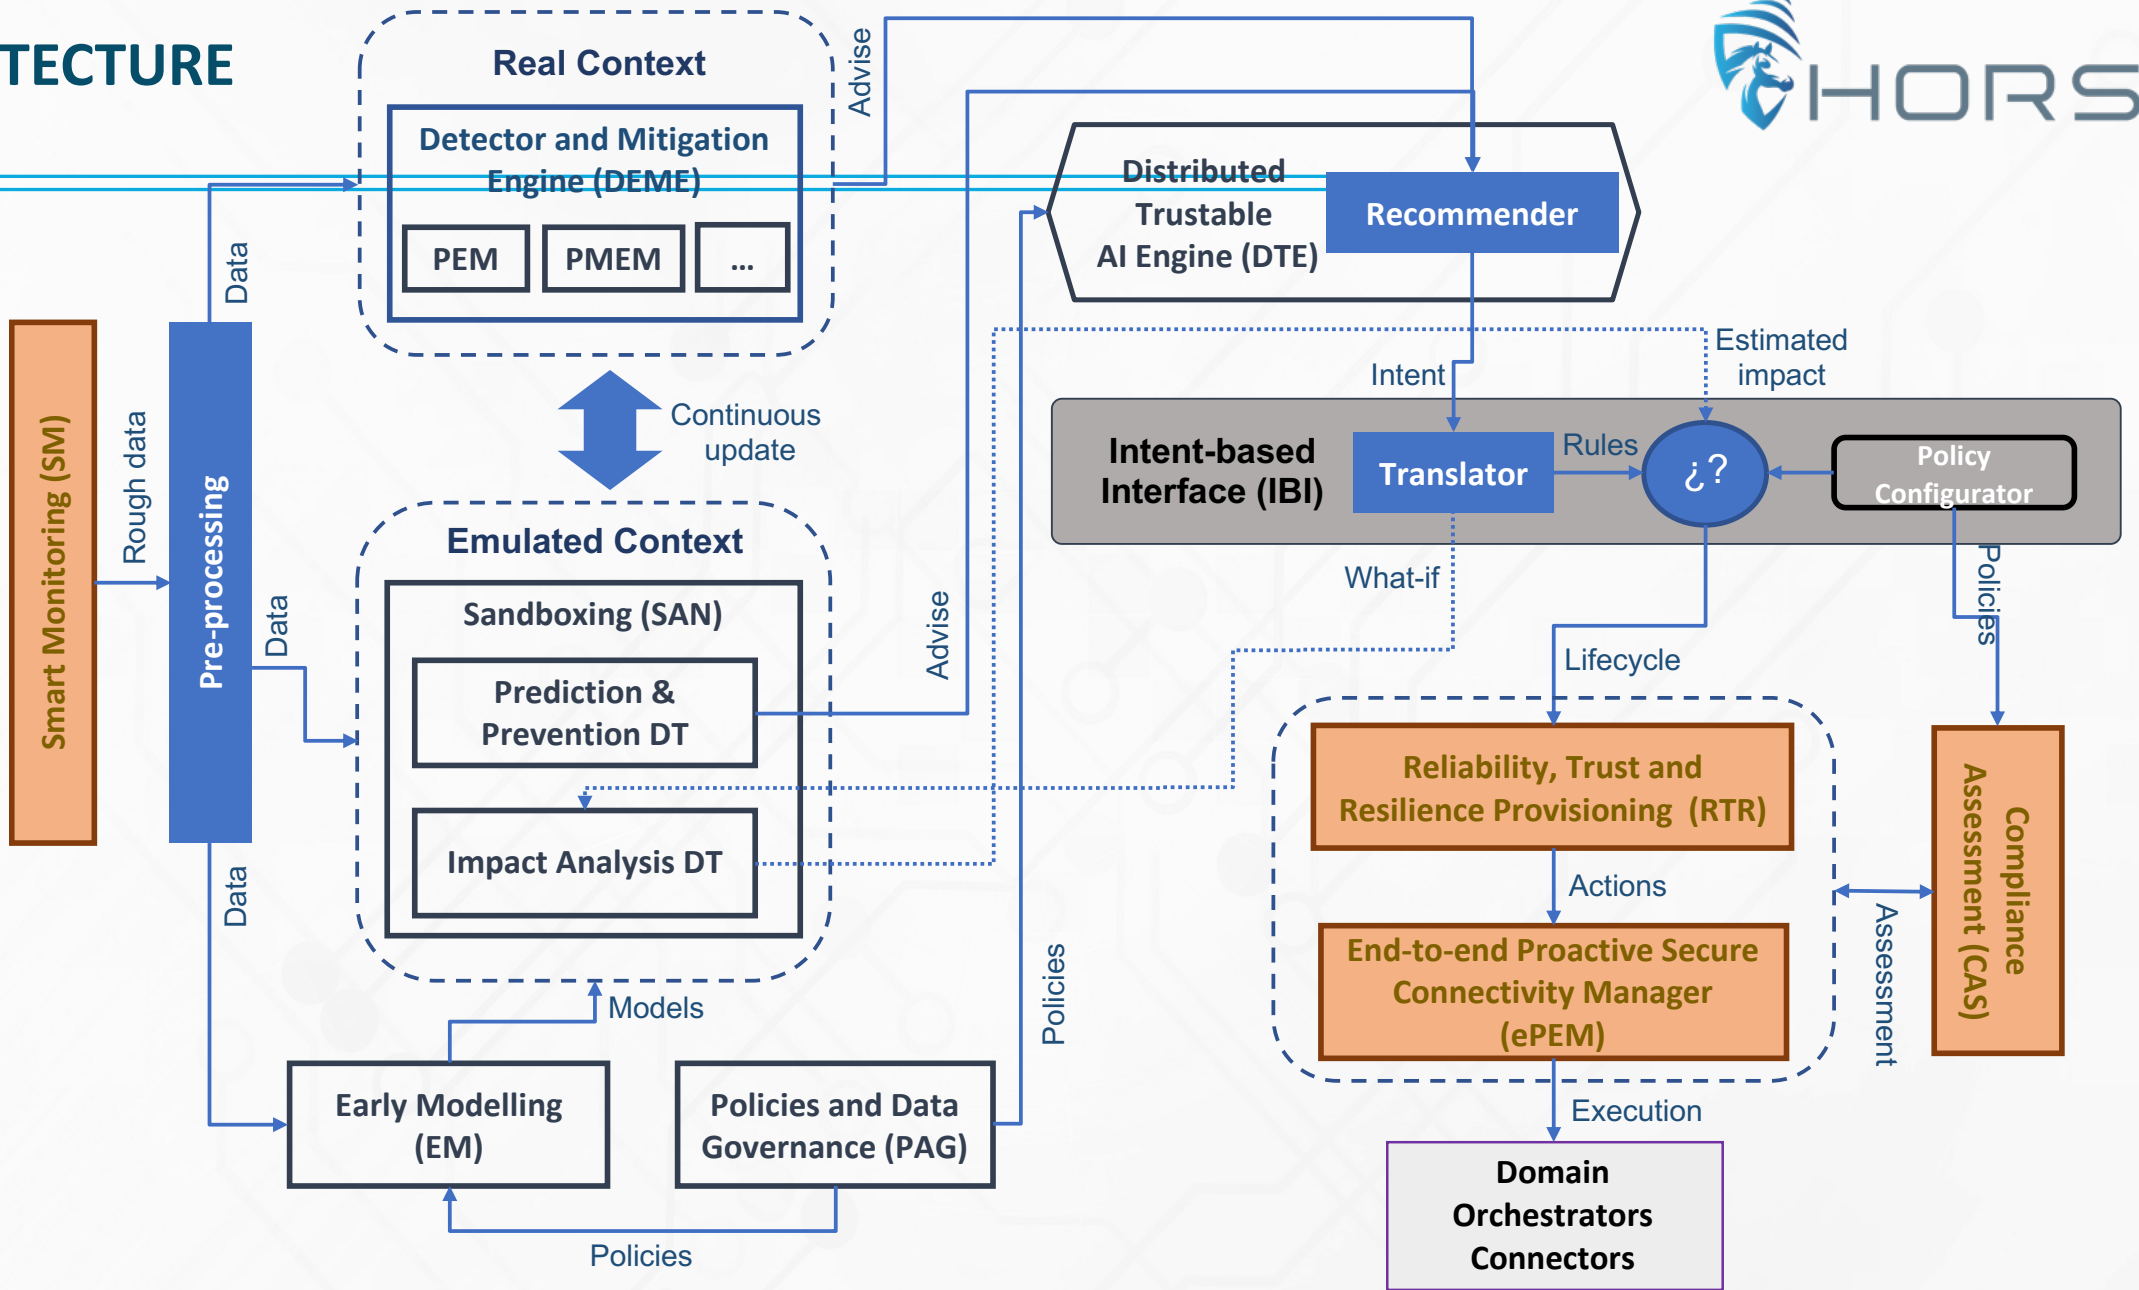 TECTURE
HORS
Real Context
Detector and Mitigation
Engine (DEME)
PEM
PMEM
...
Advise
Distributed
Trustable
AI Engine (DTE)
Recommender
Data
Smart Monitoring (SM)
Rough data
Pre-processing
Data
Data
Continuous
update
Emulated Context
Sandboxing (SAN)
Prediction &
Prevention DT
Impact Analysis DT
Advise
Models
Early Modelling
(EM)
Policies and Data
Governance (PAG)
Policies
Policies
Intent
Estimated
impact
Intent-based
Interface (IBI)
Translator
Rules
¿?
Policy
Configurator
What-if
Policies
Lifecycle
Reliability, Trust and
Resilience Provisioning (RTR)
Actions
End-to-end Proactive Secure
Connectivity Manager
(ePEM)
Assessment
Compliance
Assessment (CAS)
Execution
Domain
Orchestrators
Connectors